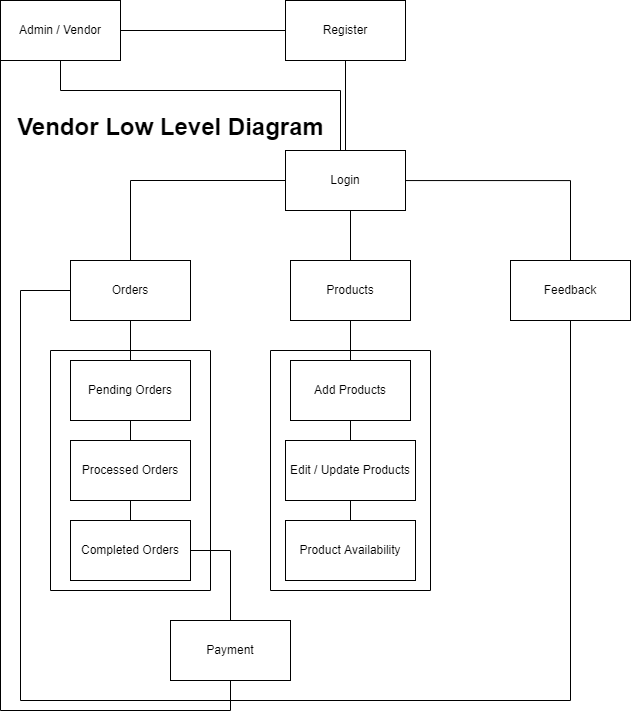 Admin / Vendor
Register
Vendor Low Level Diagram
Login
Orders
Products
Feedback
Pending Orders
Add Products
Processed Orders
Edit / Update Products
Completed Orders
Product Availability
Payment